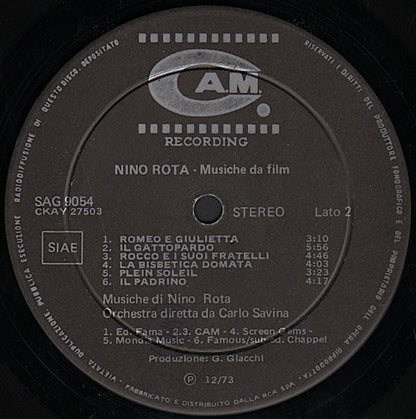 C.A.M.
RECORDING
NINO ROTA - Musiche da film
SAG 9054
CKAY 27503
STEREO
Lato 2
SIAE
1. ROMEO E GIULIETTA 3:10
2. IL GATTOPARDO 5:56
3. ROCCO E I SUOI FRATELLI 4:46
4. LA BISBETICA DOMATA 4:03
5. PLEIN SOLEIL 3:23
6. IL PADRINO 4:17
Musiche di Nino Rota
Orchestra diretta da Carlo Savina
1. Ed. Fama - 2.3. CAM - 4. Screen Gems -
5. Mondia Music - 6. Famous/sub.ed. Chappel
Produzione: G. Giacchi
Ⓟ 12/73
RISERVATI I DIRITTI DEL PRODUTTORE FONOGRAFICO E DEL PROPRIETARIO DELL'OPERA RIPRODOTTA - VIETATA DUPLICAZIONE PUBBLICA ESECUZIONE RADIODIFFUSIONE DI QUESTO DISCO. DEPOSITATO
FABBRICATO E DISTRIBUITO DALLA RCA SPA